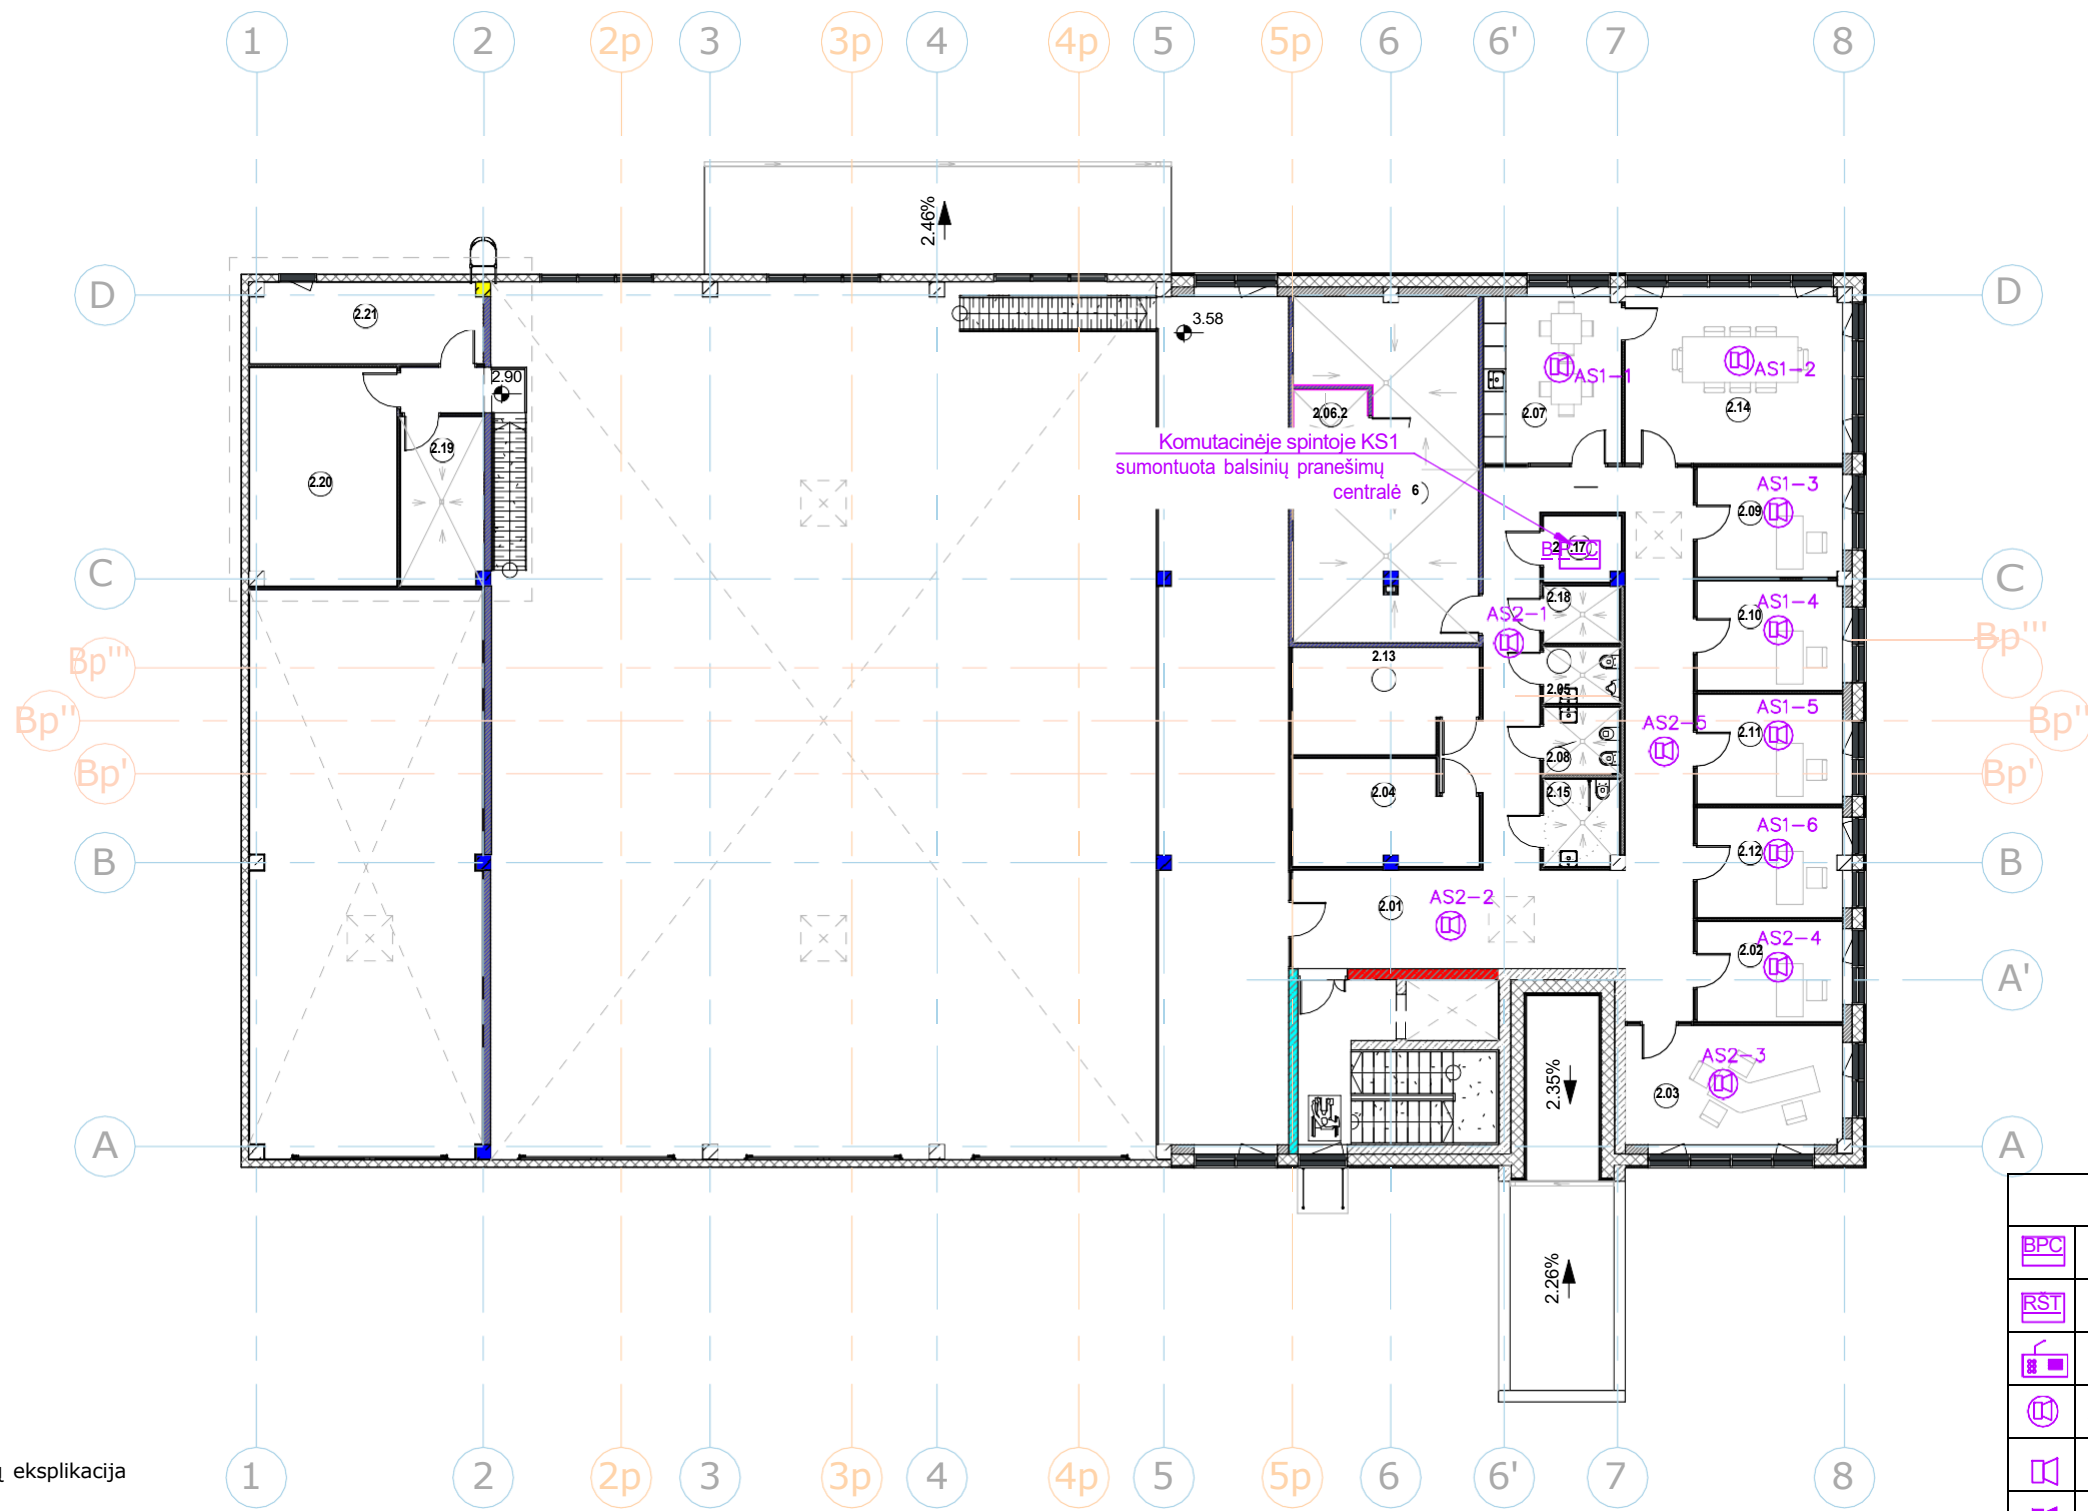 1 2 2p 3 3p 4 4p 5 5p 6 6' 7 8
2.46%
D D
2.21
3.58
2.90
AS1-1
AS1-2
2.06.2
2.07
2.14
Komutacinėje spintoje KS1
sumontuota balsinių pranešimų
centralė 6
2.19
2.20
AS1-3
2.09
2.17
C C
2.18
AS2-1
AS1-4
2.10
Bp''' Bp'''
2.13
2.05
Bp'' Bp''
AS2-5
AS1-5
2.11
2.08
Bp' Bp'
2.04
2.15
AS1-6
2.12
B B
AS2-2
2.01
AS2-4
2.02
A'
AS2-3
2.03
2.35%
A A
BPC
2.26%
RŠT
eksplikacija
1 2 2p 3 3p 4 4p 5 5p 6 6' 7 8